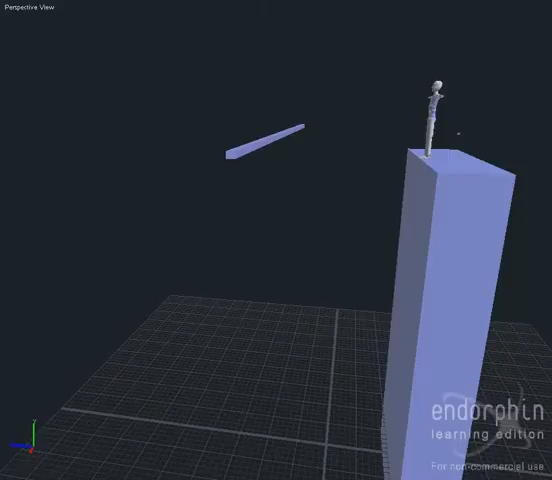 Perspective View
endorphin
learning edition
For non-commercial use